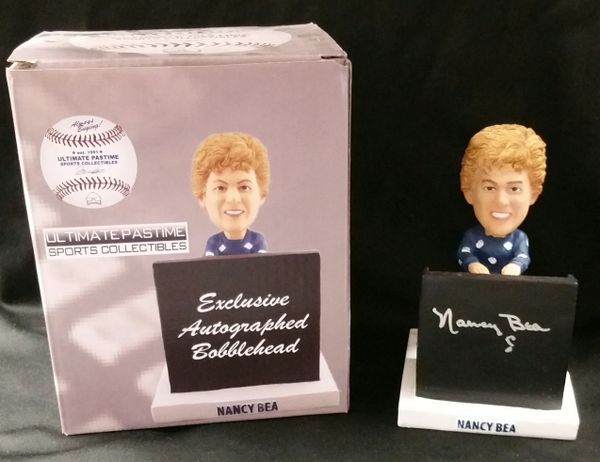 Always
Buying!
★ est. 1991 ★
ULTIMATE PASTIME
SPORTS COLLECTIBLES
ULTIMATE PASTIME
SPORTS COLLECTIBLES
Exclusive
Autographed
Bobblehead
NANCY BEA
Nancy Bea
NANCY BEA